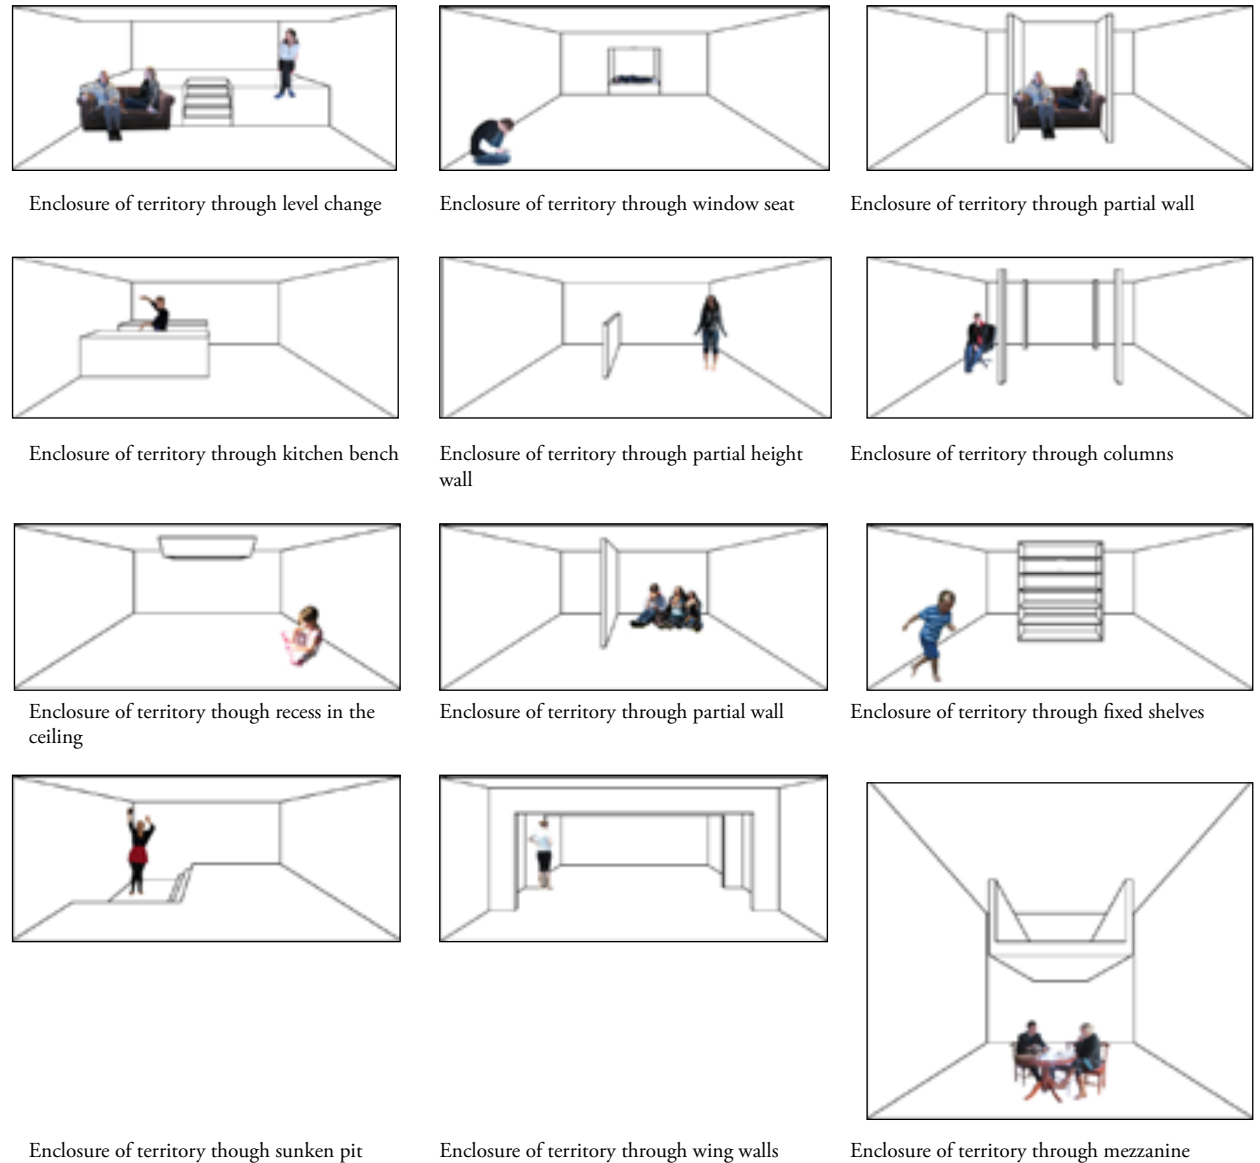 Enclosure of territory through level change
Enclosure of territory through window seat
Enclosure of territory through partial wall
Enclosure of territory through kitchen bench
Enclosure of territory through partial height
wall
Enclosure of territory through columns
Enclosure of territory though recess in the
ceiling
Enclosure of territory through partial wall
Enclosure of territory through fixed shelves
Enclosure of territory though sunken pit
Enclosure of territory through wing walls
Enclosure of territory through mezzanine